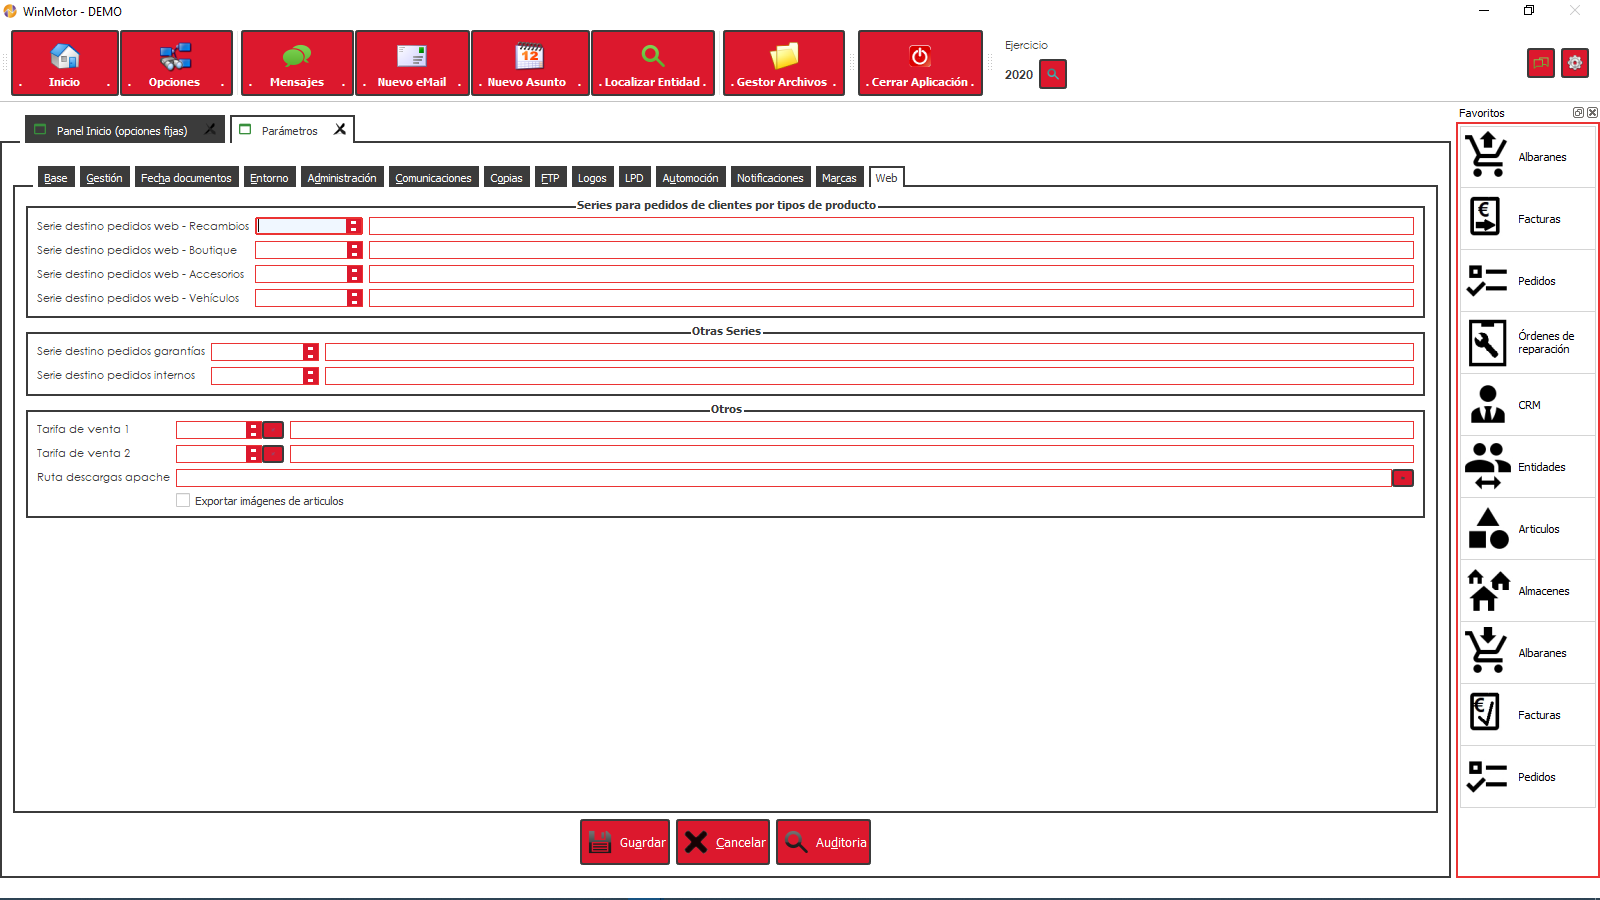 WinMotor - DEMO
. Inicio .
. Opciones .
. Mensajes .
. Nuevo eMail .
. Nuevo Asunto .
. Localizar Entidad .
. Gestor Archivos .
. Cerrar Aplicación .
Ejercicio
2020
Panel Inicio (opciones fijas)
Parámetros
Base
Gestión
Fecha documentos
Entorno
Administración
Comunicaciones
Copias
FTP
Logos
LPD
Automoción
Notificaciones
Marcas
Web
Series para pedidos de clientes por tipos de producto
Serie destino pedidos web - Recambios
Serie destino pedidos web - Boutique
Serie destino pedidos web - Accesorios
Serie destino pedidos web - Vehículos
Otras Series
Serie destino pedidos garantías
Serie destino pedidos internos
Otros
Tarifa de venta 1
Tarifa de venta 2
Ruta descargas apache
Exportar imágenes de articulos
Guardar
Cancelar
Auditoria
Favoritos
Albaranes
Facturas
Pedidos
Órdenes de
reparación
CRM
Entidades
Articulos
Almacenes
Albaranes
Facturas
Pedidos